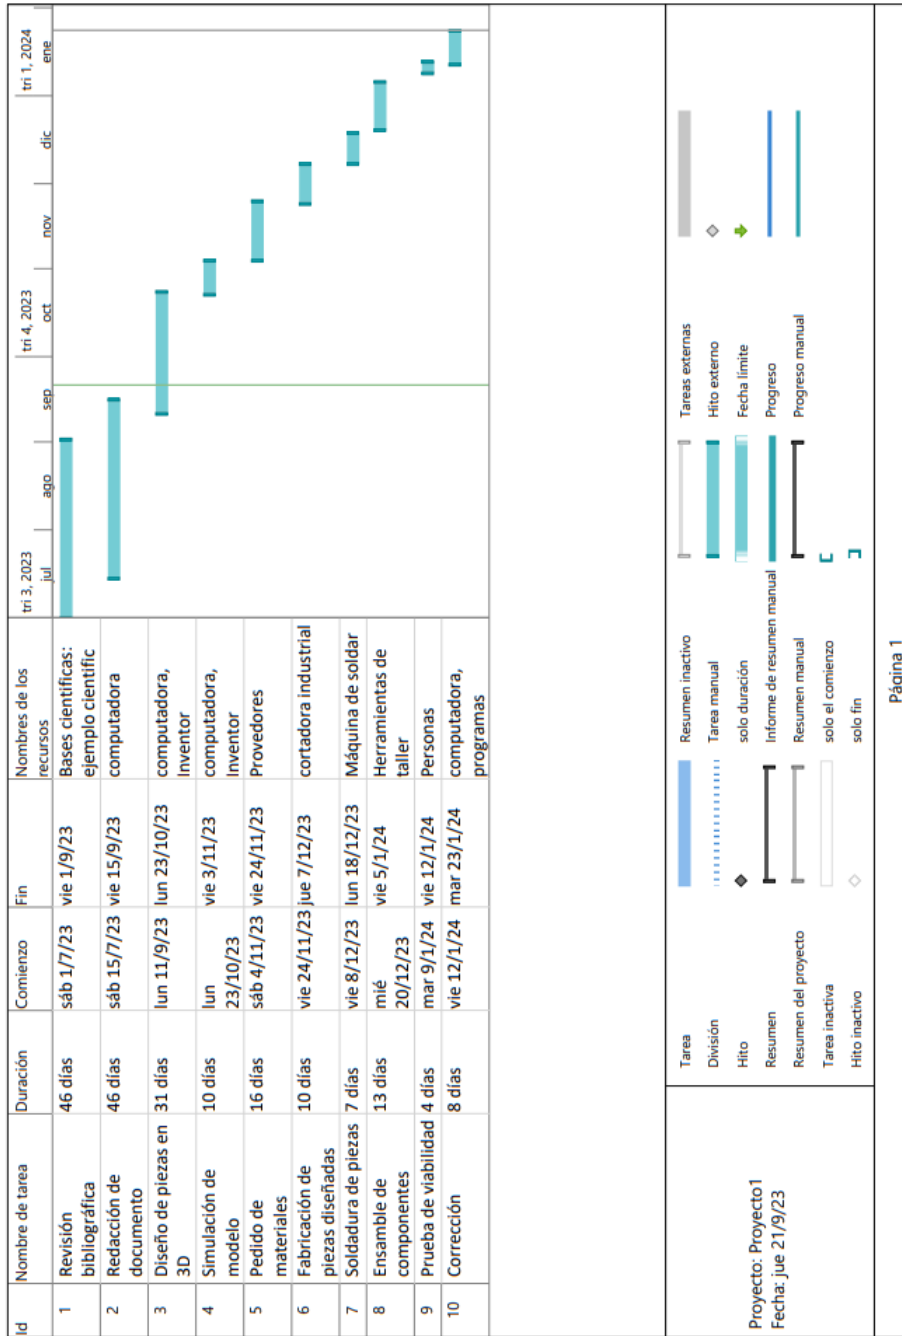 Id Nombre de tarea Duración Comienzo Fin Nombres de los
recursos
tri 3, 2023 tri 4, 2023 tri 1, 2024
jul ago sep oct nov dic ene
1 Revisión 46 días sáb 1/7/23 vie 1/9/23 Bases cientificas:
bibliográfica ejemplo cientific
2 Redacción de 46 días sáb 15/7/23 vie 15/9/23 computadora
documento
3 Diseño de piezas en 31 días lun 11/9/23 lun 23/10/23 computadora,
3D Inventor
4 Simulación de 10 días lun vie 3/11/23 computadora,
modelo 23/10/23 Inventor
5 Pedido de 16 días sáb 4/11/23 vie 24/11/23 Provedores
materiales
6 Fabricación de 10 días vie 24/11/23 jue 7/12/23 cortadora industrial
piezas diseñadas
7 Soldadura de piezas 7 días vie 8/12/23 lun 18/12/23 Máquina de soldar
8 Ensamble de 13 días mié vie 5/1/24 Herramientas de
componentes 20/12/23 taller
9 Prueba de viabilidad 4 días mar 9/1/24 vie 12/1/24 Personas
10 Corrección 8 días vie 12/1/24 mar 23/1/24 computadora,
programas
Proyecto: Proyecto1
Fecha: jue 21/9/23
Tarea
División
Hito
Resumen
Resumen del proyecto
Tarea inactiva
Hito inactivo
Resumen inactivo
Tarea manual
solo duración
Informe de resumen manual
Resumen manual
solo el comienzo
solo fin
Tareas externas
Hito externo
Fecha límite
Progreso
Progreso manual
Página 1